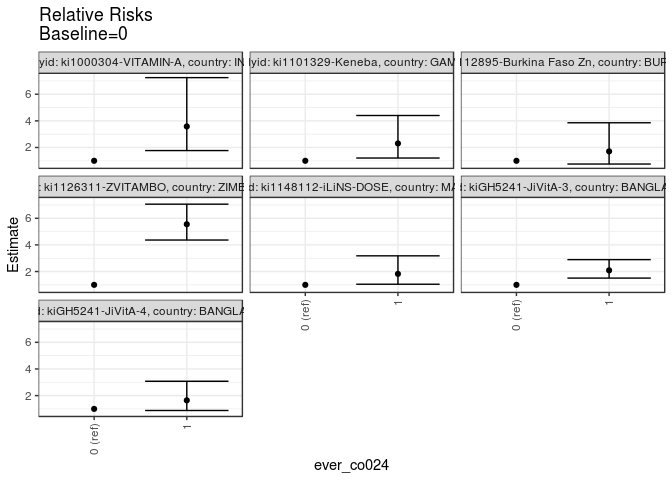 Relative Risks
Baseline=0
yid: ki1000304-VITAMIN-A, country: IN
yid: ki1101329-Keneba, country: GAM
112895-Burkina Faso Zn, country: BUR
6
4
2
: ki1126311-ZVITAMBO, country: ZIMB
d: ki1148112-iLiNS-DOSE, country: MA
: kiGH5241-JiVitA-3, country: BANGLA
6
4
2
Estimate
d: kiGH5241-JiVitA-4, country: BANGLA
0 (ref)
1
0 (ref)
1
6
4
2
0 (ref)
1
ever_co024